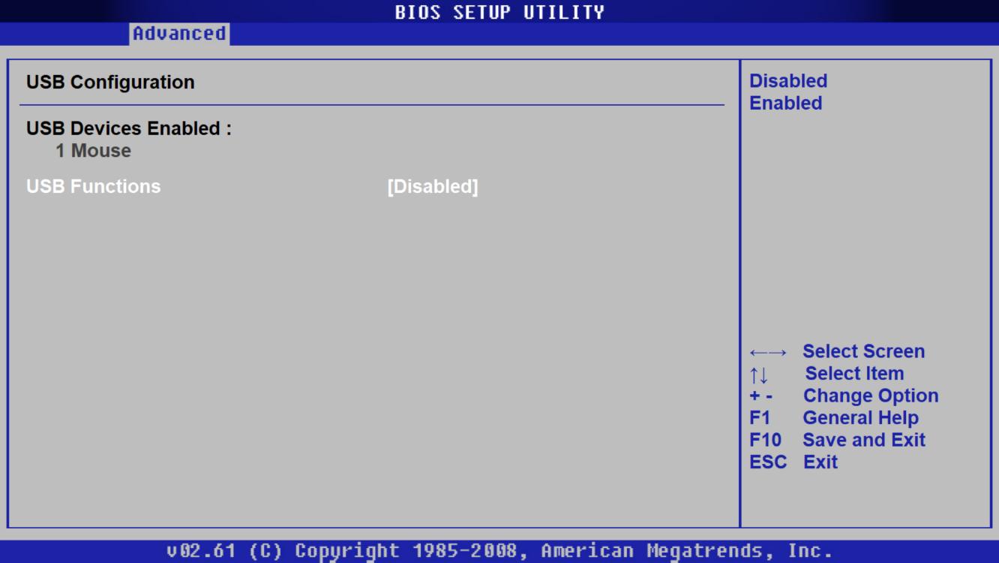 BIOS SETUP UTILITY
Advanced
USB Configuration
USB Devices Enabled :
1 Mouse
USB Functions [Disabled]
Disabled
Enabled
←→ Select Screen
↑↓ Select Item
+ - Change Option
F1 General Help
F10 Save and Exit
ESC Exit
v02.61 (C) Copyright 1985-2008, American Megatrends, Inc.